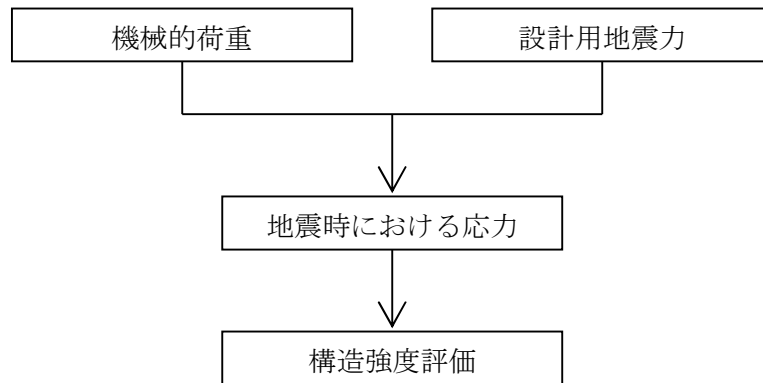 機械的荷重
設計用地震力
地震時における応力
構造強度評価